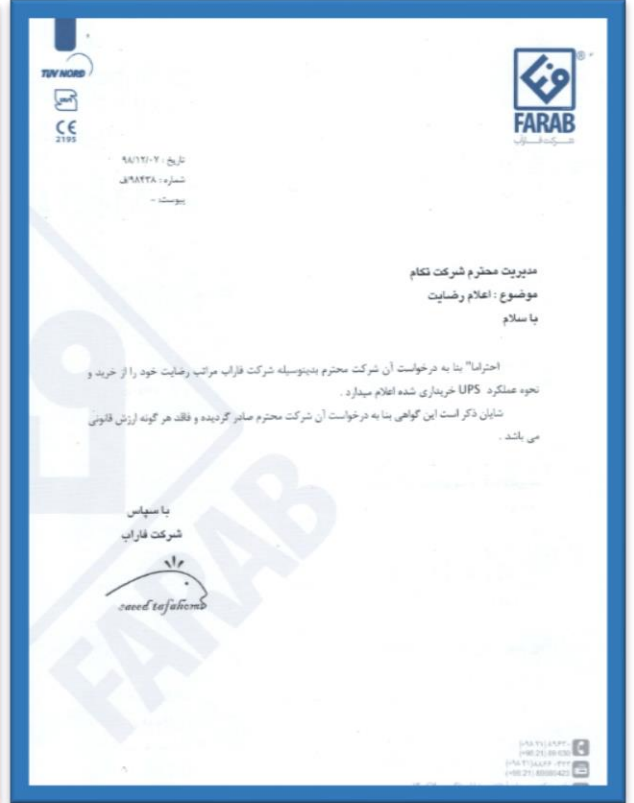 TUV NORD
CE
2195
®
FARAB
شرکت فاراب
تاریخ : ۹۸/۱۲/۰۷
شماره : ۹۸۴۳۸/ف
پیوست: -
مدیریت محترم شرکت تکام
موضوع : اعلام رضایت
با سلام
احتراما" بنا به درخواست آن شرکت محترم بدینوسیله شرکت فاراب مراتب رضایت خود را از خرید و
نحوه عملکرد UPS خریداری شده اعلام میدارد .
شایان ذکر است این گواهی بنا به درخواست آن شرکت محترم صادر گردیده و فاقد هر گونه ارزش قانونی
می باشد .
با سپاس
شرکت فاراب
saeed tafahomi
FARAB